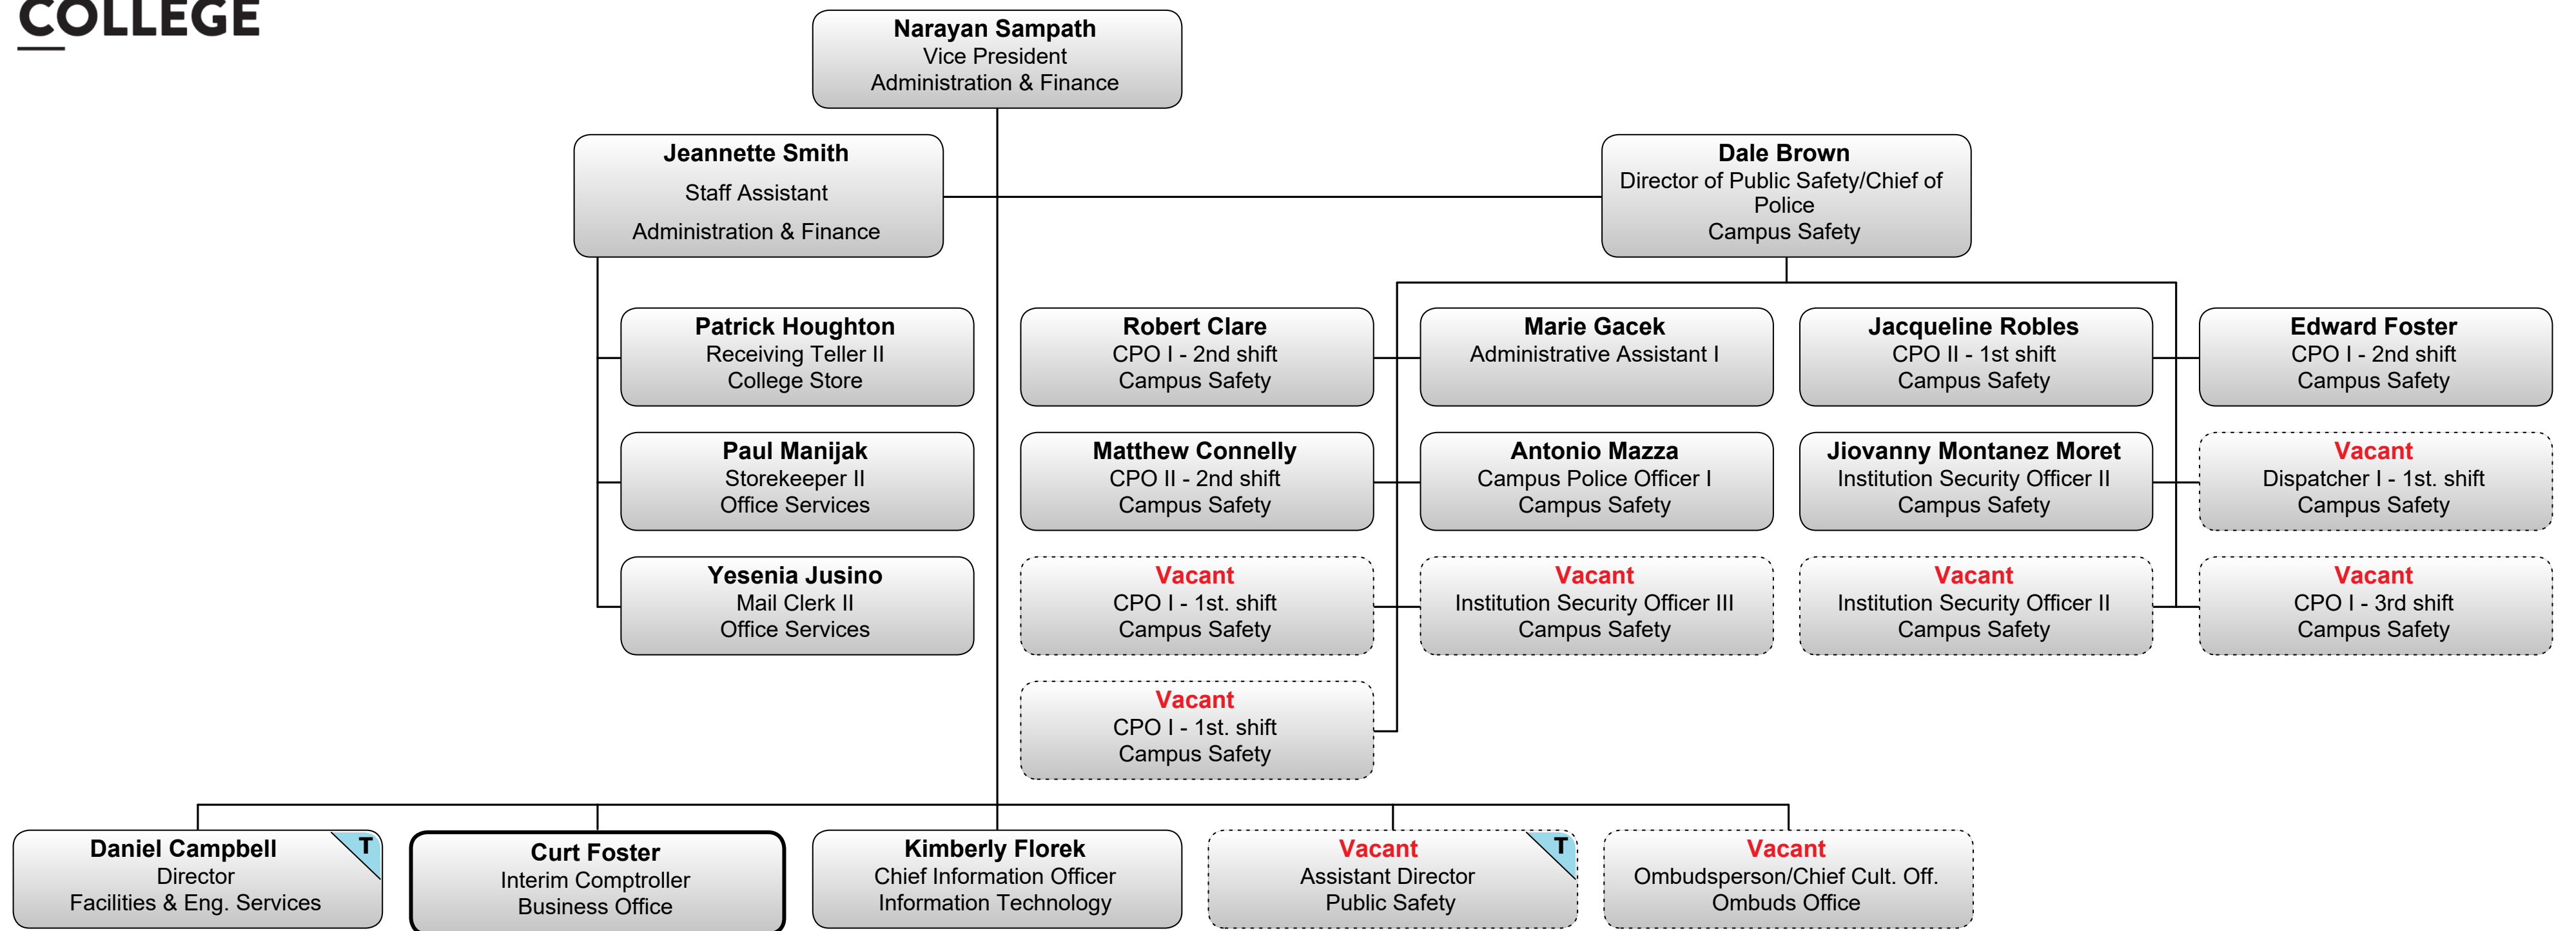 COLLEGE
Narayan Sampath
Vice President
Administration & Finance
Jeannette Smith
Staff Assistant
Administration & Finance
Dale Brown
Director of Public Safety/Chief of
Police
Campus Safety
Patrick Houghton
Receiving Teller II
College Store
Robert Clare
CPO I - 2nd shift
Campus Safety
Marie Gacek
Administrative Assistant I
Jacqueline Robles
CPO II - 1st shift
Campus Safety
Edward Foster
CPO I - 2nd shift
Campus Safety
Paul Manijak
Storekeeper II
Office Services
Matthew Connelly
CPO II - 2nd shift
Campus Safety
Antonio Mazza
Campus Police Officer I
Campus Safety
Jiovanny Montanez Moret
Institution Security Officer II
Campus Safety
Vacant
Dispatcher I - 1st. shift
Campus Safety
Yesenia Jusino
Mail Clerk II
Office Services
Vacant
CPO I - 1st. shift
Campus Safety
Vacant
Institution Security Officer III
Campus Safety
Vacant
Institution Security Officer II
Campus Safety
Vacant
CPO I - 3rd shift
Campus Safety
Vacant
CPO I - 1st. shift
Campus Safety
Daniel Campbell
T
Director
Facilities & Eng. Services
Curt Foster
Interim Comptroller
Business Office
Kimberly Florek
Chief Information Officer
Information Technology
Vacant
T
Assistant Director
Public Safety
Vacant
Ombudsperson/Chief Cult. Off.
Ombuds Office